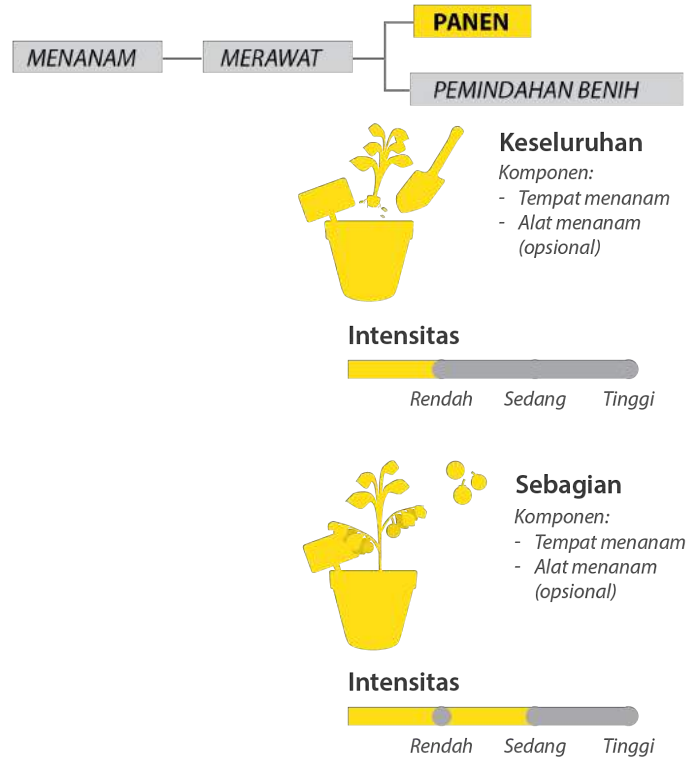 PANEN
MENANAM
MERAWAT
PEMINDAHAN BENIH
Keseluruhan
Komponen:
- Tempat menanam
- Alat menanam
(opsional)
Intensitas
Rendah Sedang Tinggi
Sebagian
Komponen:
- Tempat menanam
- Alat menanam
(opsional)
Intensitas
Rendah Sedang Tinggi